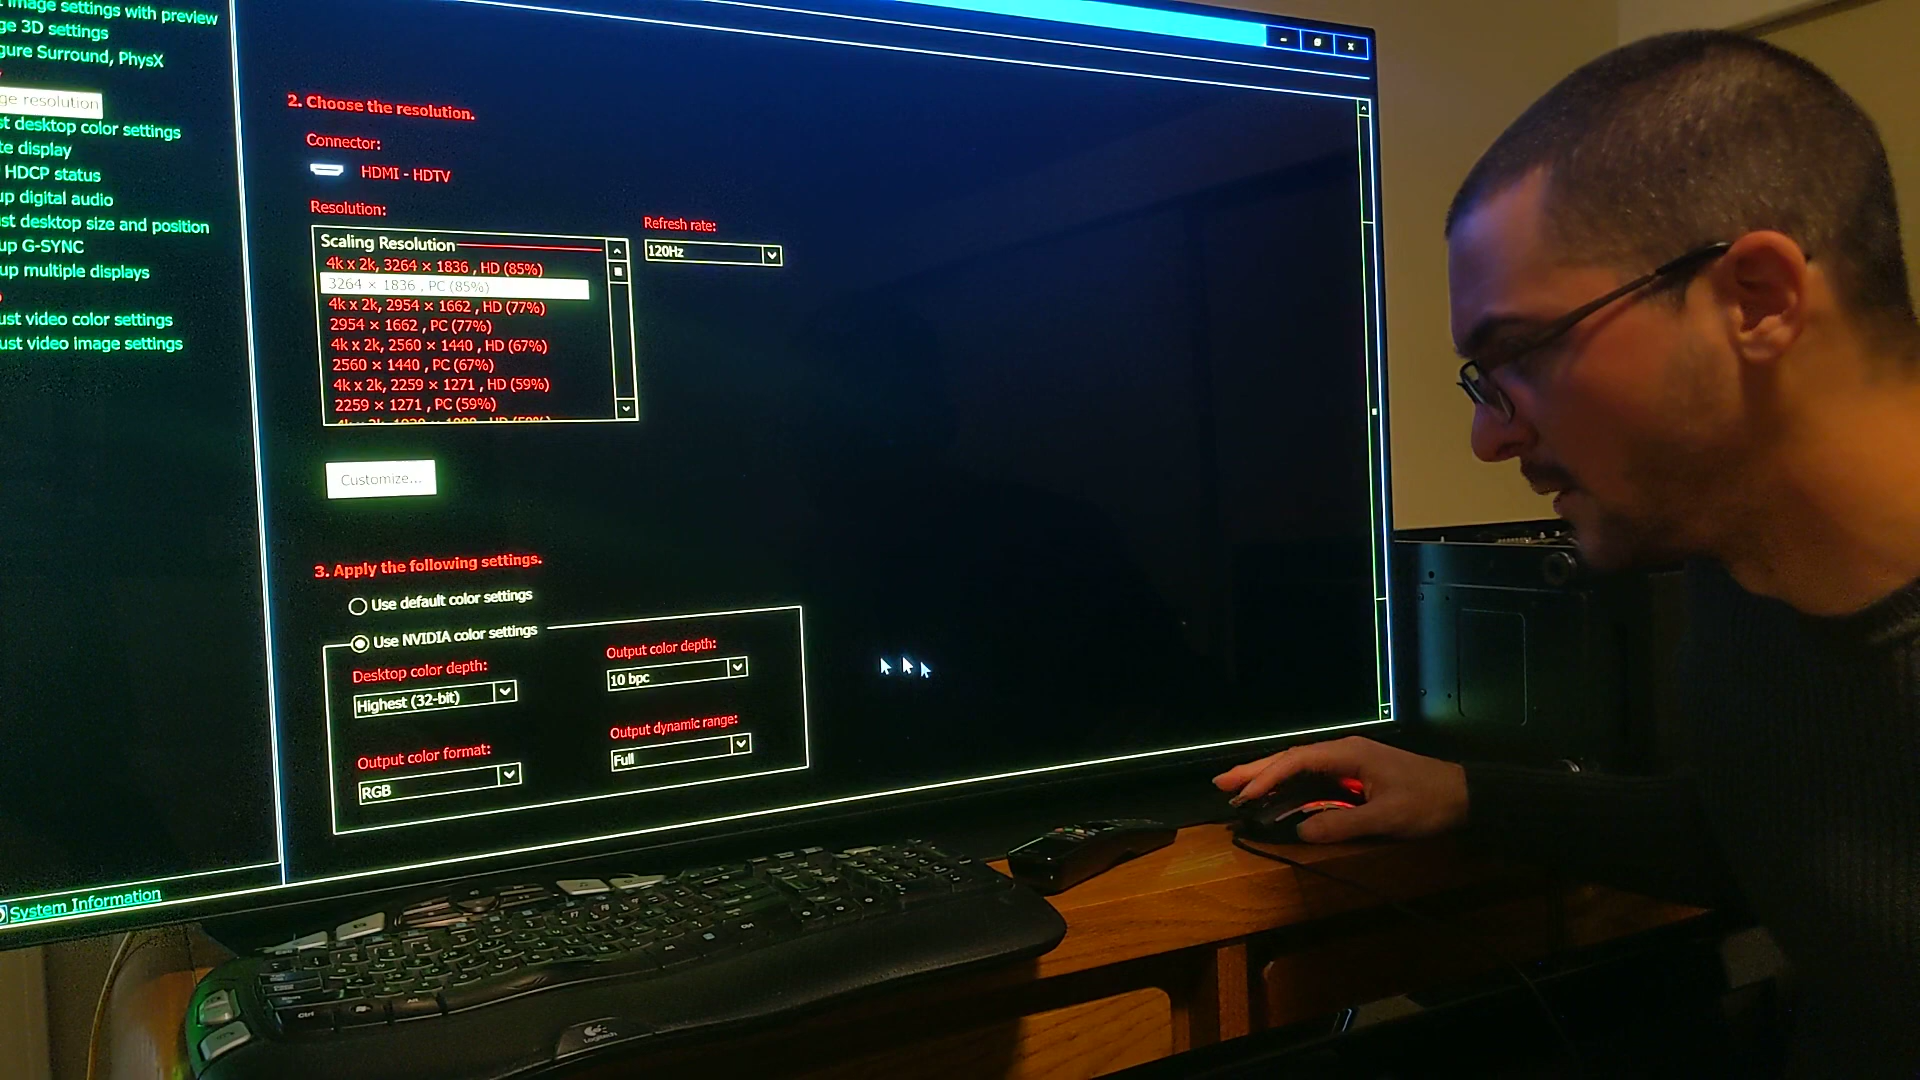 image settings with preview
ge 3D settings
gure Surround, PhysX
ge resolution
st desktop color settings
te display
HDCP status
up digital audio
st desktop size and position
up G-SYNC
up multiple displays
ust video color settings
ust video image settings
System Information
2. Choose the resolution.
Connector:
HDMI - HDTV
Resolution:
Refresh rate:
120Hz
Scaling Resolution
4k x 2k, 3264 × 1836 , HD (85%)
3264 × 1836 , PC (85%)
4k x 2k, 2954 × 1662 , HD (77%)
2954 × 1662 , PC (77%)
4k x 2k, 2560 × 1440 , HD (67%)
2560 × 1440 , PC (67%)
4k x 2k, 2259 × 1271 , HD (59%)
2259 × 1271 , PC (59%)
Customize...
3. Apply the following settings.
Use default color settings
Use NVIDIA color settings
Desktop color depth:
Highest (32-bit)
Output color depth:
10 bpc
Output color format:
RGB
Output dynamic range:
Full
Ctrl
Alt
Logitech